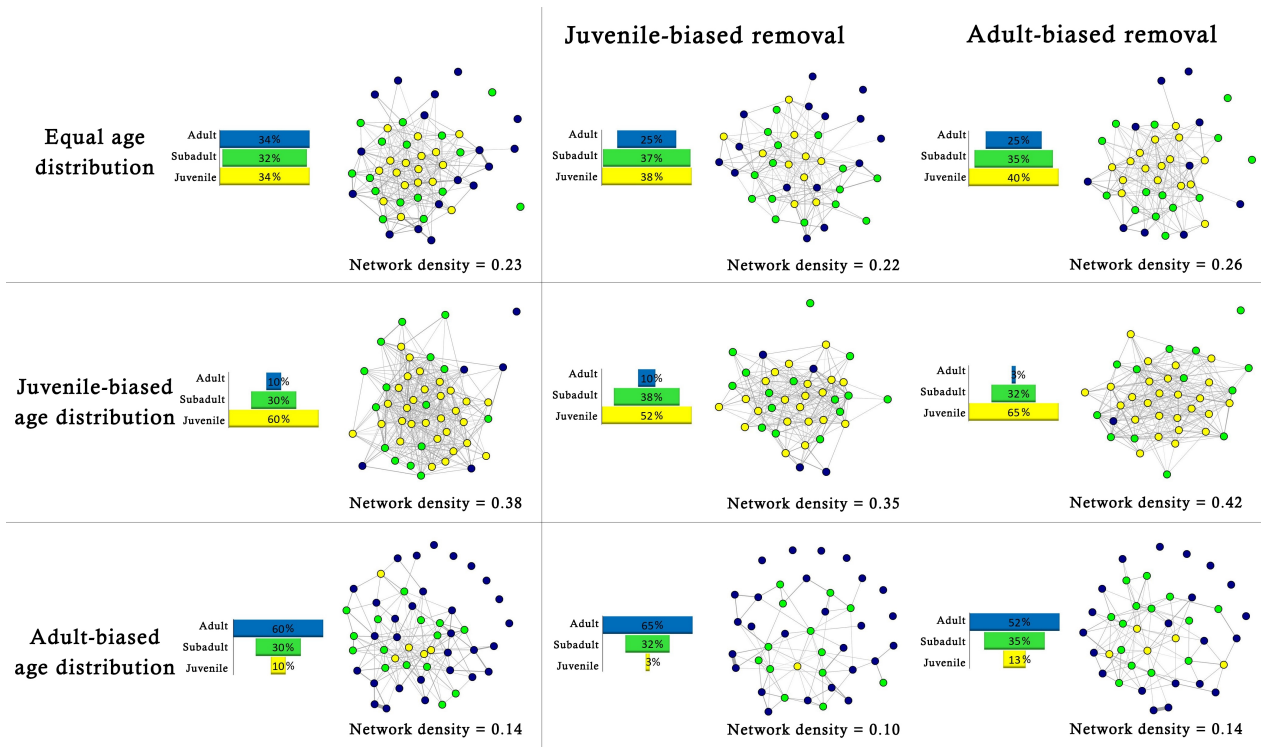 Juvenile-biased removal
Adult-biased removal
Equal age
distribution
Adult 34%
Subadult 32%
Juvenile 34%
Network density = 0.23
Adult 25%
Subadult 37%
Juvenile 38%
Network density = 0.22
Adult 25%
Subadult 35%
Juvenile 40%
Network density = 0.26
Juvenile-biased
age distribution
Adult 10%
Subadult 30%
Juvenile 60%
Network density = 0.38
Adult 10%
Subadult 38%
Juvenile 52%
Network density = 0.35
Adult 3%
Subadult 32%
Juvenile 65%
Network density = 0.42
Adult-biased
age distribution
Adult 60%
Subadult 30%
Juvenile 10%
Network density = 0.14
Adult 65%
Subadult 32%
Juvenile 3%
Network density = 0.10
Adult 52%
Subadult 35%
Juvenile 13%
Network density = 0.14